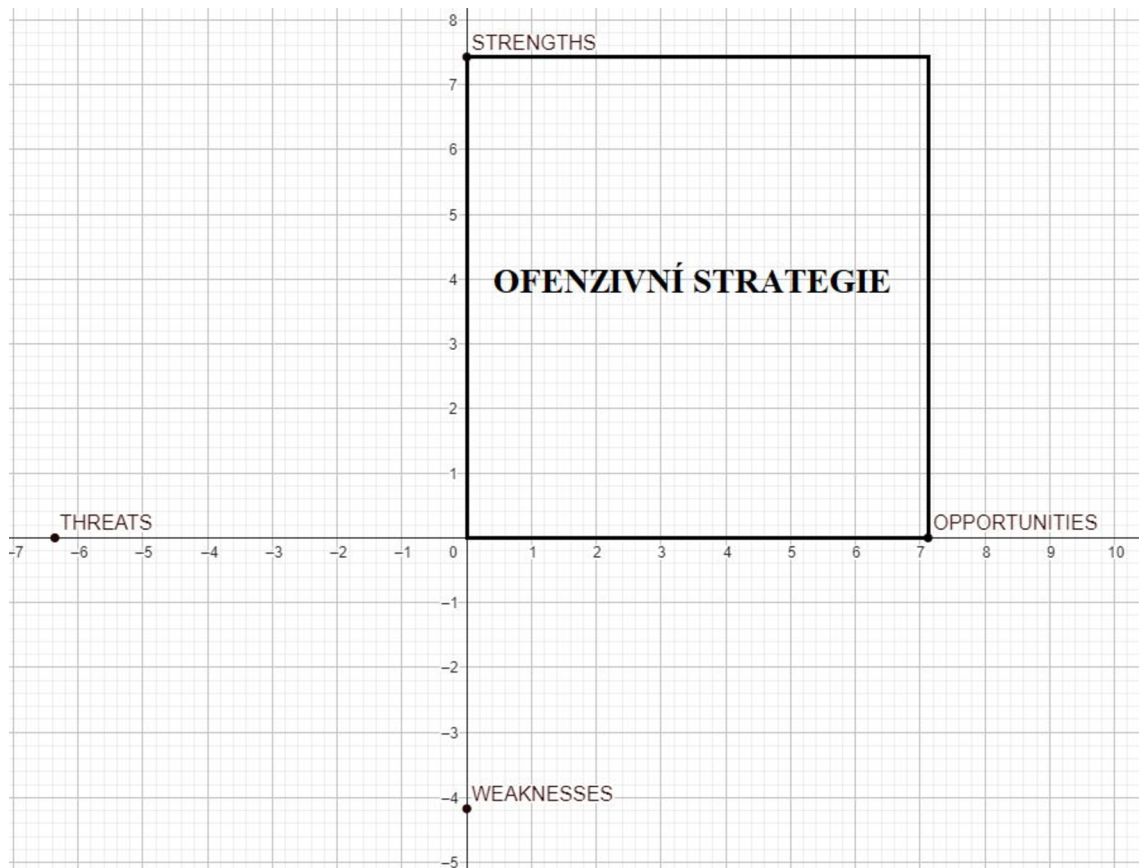 8
STRENGTHS
7
6
5
4
OFENZIVNÍ STRATEGIE
3
2
1
THREATS
OPPORTUNITIES
–7 –6 –5 –4 –3 –2 –1 0 1 2 3 4 5 6 7 8 9 10
–1
–2
–3
–4
WEAKNESSES
–5